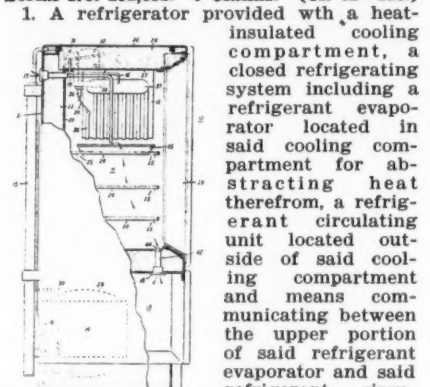 1. A refrigerator provided wth a heat-
insulated cooling
compartment, a
closed refrigerating
system including a
refrigerant evapo-
rator located in
said cooling com-
partment for ab-
stracting heat
therefrom, a refrig-
erant circulating
unit located out-
side of said cool-
ing compartment
and means com-
municating between
the upper portion
of said refrigerant
evaporator and said